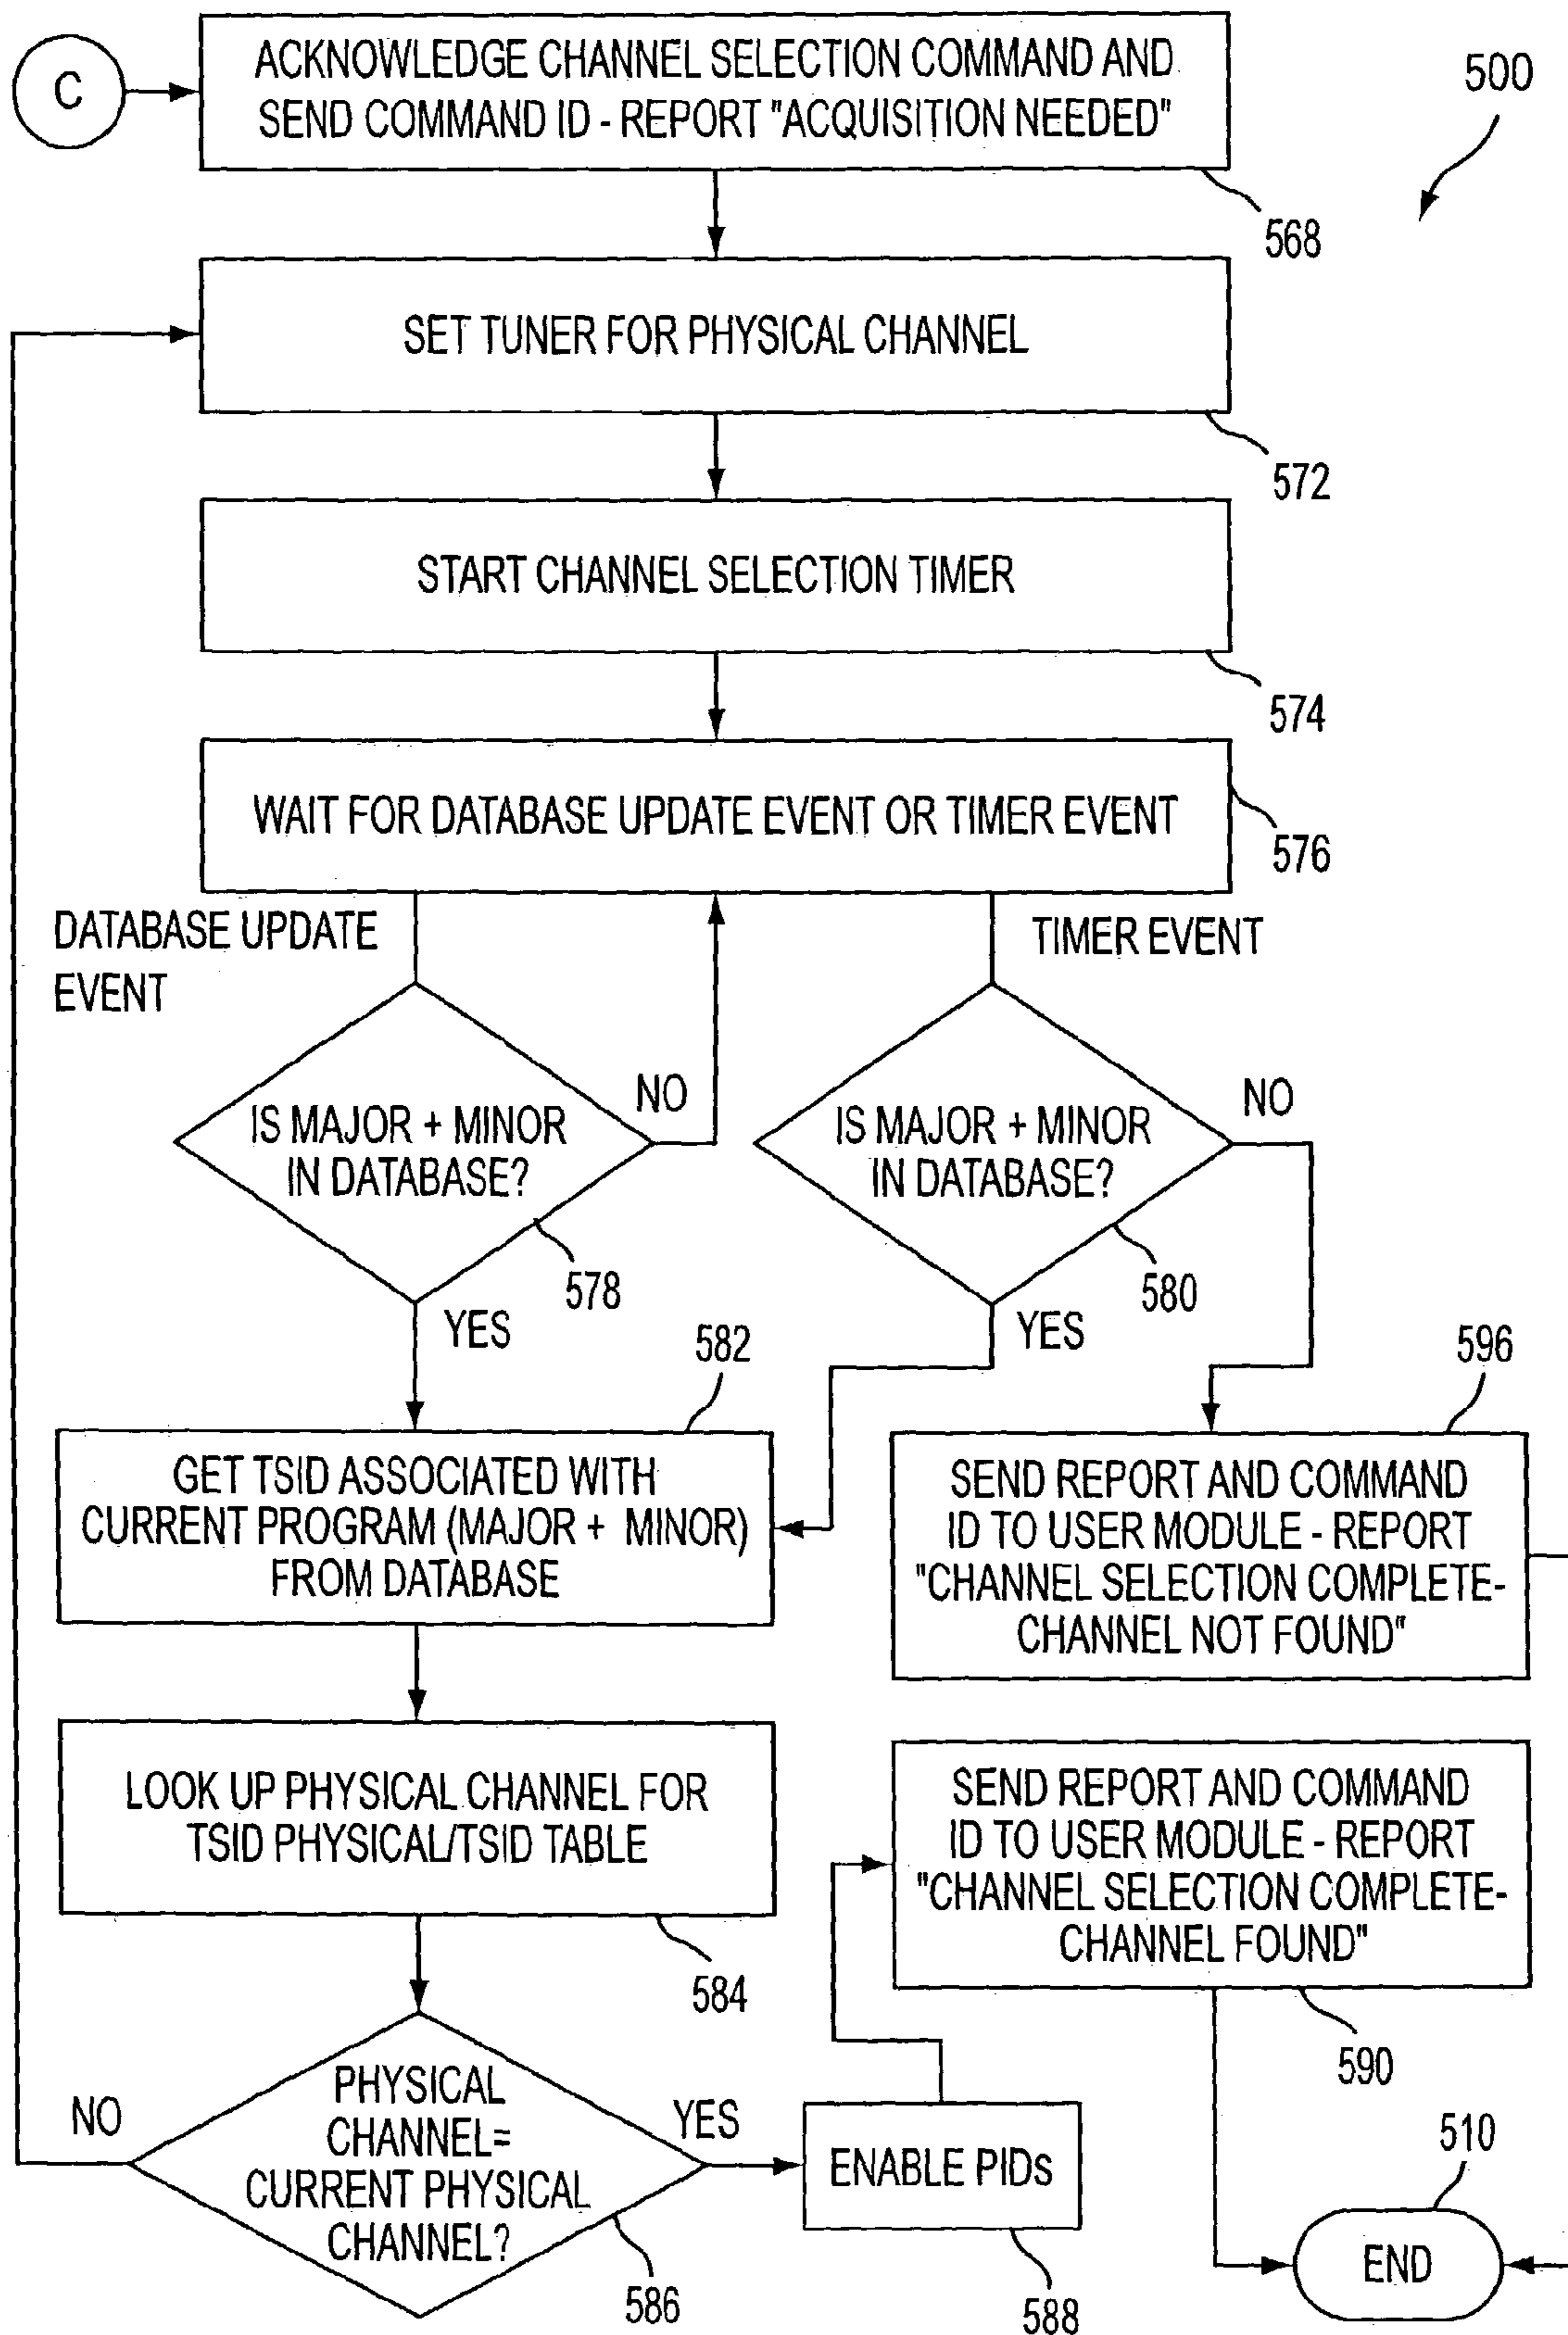 C
ACKNOWLEDGE CHANNEL SELECTION COMMAND AND
SEND COMMAND ID - REPORT "ACQUISITION NEEDED"
500
568
SET TUNER FOR PHYSICAL CHANNEL
572
START CHANNEL SELECTION TIMER
574
WAIT FOR DATABASE UPDATE EVENT OR TIMER EVENT
576
DATABASE UPDATE
EVENT
TIMER EVENT
IS MAJOR + MINOR
IN DATABASE?
NO
578
YES
IS MAJOR + MINOR
IN DATABASE?
NO
580
YES
582
GET TSID ASSOCIATED WITH
CURRENT PROGRAM (MAJOR + MINOR)
FROM DATABASE
596
SEND REPORT AND COMMAND
ID TO USER MODULE - REPORT
"CHANNEL SELECTION COMPLETE-
CHANNEL NOT FOUND"
LOOK UP PHYSICAL CHANNEL FOR
TSID PHYSICAL/TSID TABLE
584
SEND REPORT AND COMMAND
ID TO USER MODULE - REPORT
"CHANNEL SELECTION COMPLETE-
CHANNEL FOUND"
590
PHYSICAL
CHANNEL=
CURRENT PHYSICAL
CHANNEL?
NO
YES
586
ENABLE PIDs
588
510
END